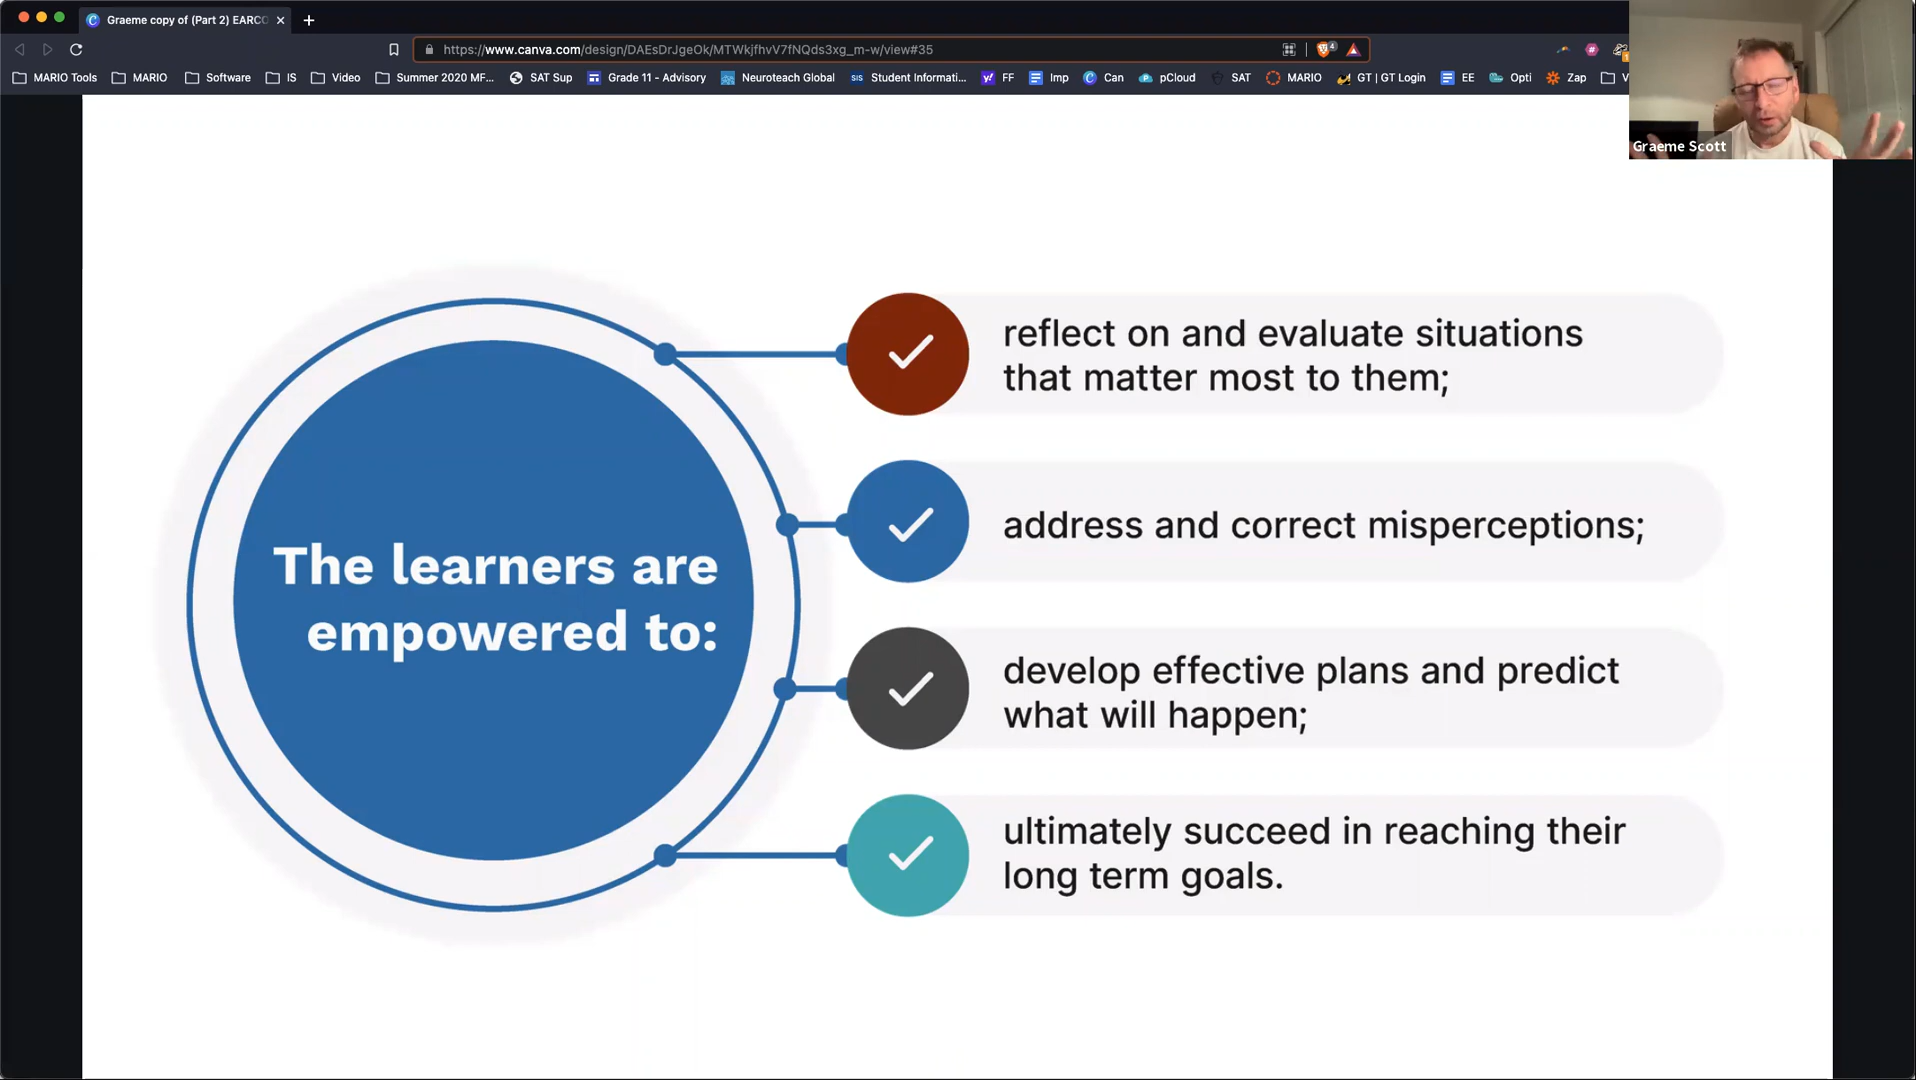 Graeme copy of (Part 2) EARCO
https://www.canva.com/design/DAEsDrJgeOk/MTWkjfhvV7fNQds3xg_m-w/view#35
4
MARIO Tools
MARIO
Software
IS
Video
Summer 2020 MF...
SAT Sup
Grade 11 - Advisory
Neuroteach Global
SIS Student Informati...
FF
Imp
Can
pCloud
SAT
MARIO
GT | GT Login
EE
Opti
Zap
V
Graeme Scott
The learners are
empowered to:
reflect on and evaluate situations
that matter most to them;
address and correct misperceptions;
develop effective plans and predict
what will happen;
ultimately succeed in reaching their
long term goals.